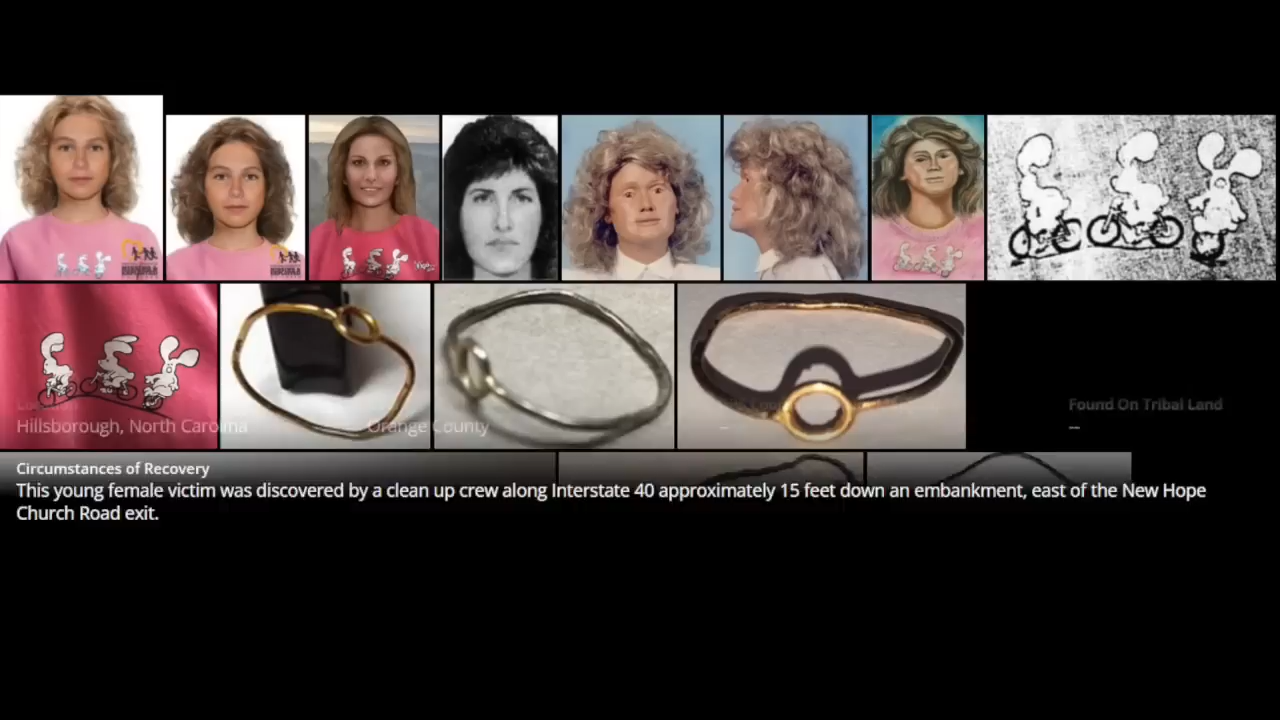 Location
Hillsborough, North Carolina
Orange County
--
Found On Tribal Land
--
Circumstances of Recovery
This young female victim was discovered by a clean up crew along Interstate 40 approximately 15 feet down an embankment, east of the New Hope
Church Road exit.